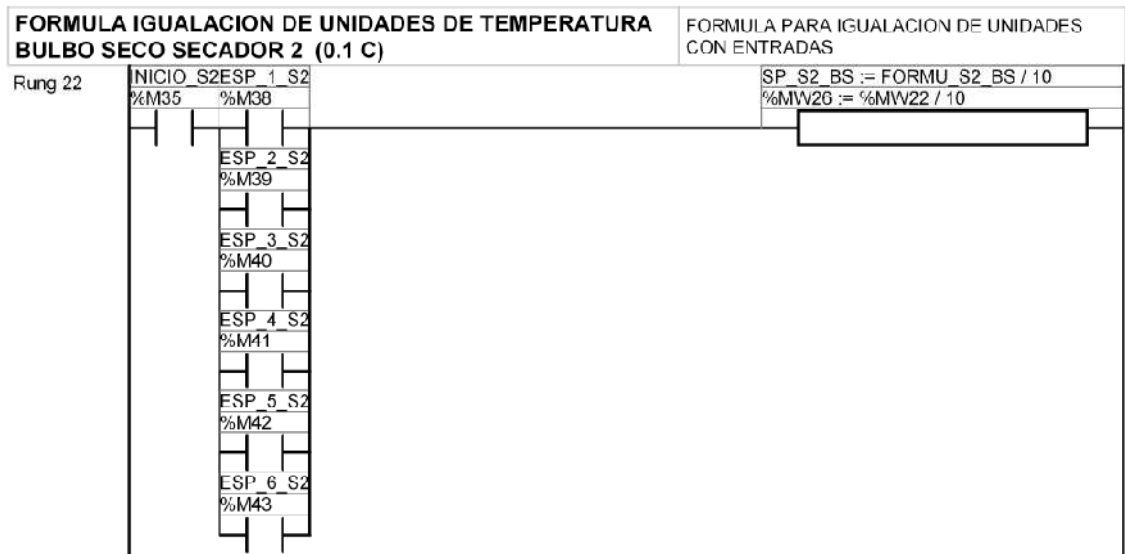 FORMULA IGUALACION DE UNIDADES DE TEMPERATURA
BULBO SECO SECADOR 2 (0.1 C)
FORMULA PARA IGUALACION DE UNIDADES
CON ENTRADAS
Rung 22
INICIO_S2
%M35
ESP_1_S2
%M38
SP_S2_BS := FORMU_S2_BS / 10
%MW26 := %MW22 / 10
ESP_2_S2
%M39
ESP_3_S2
%M40
ESP_4_S2
%M41
ESP_5_S2
%M42
ESP_6_S2
%M43